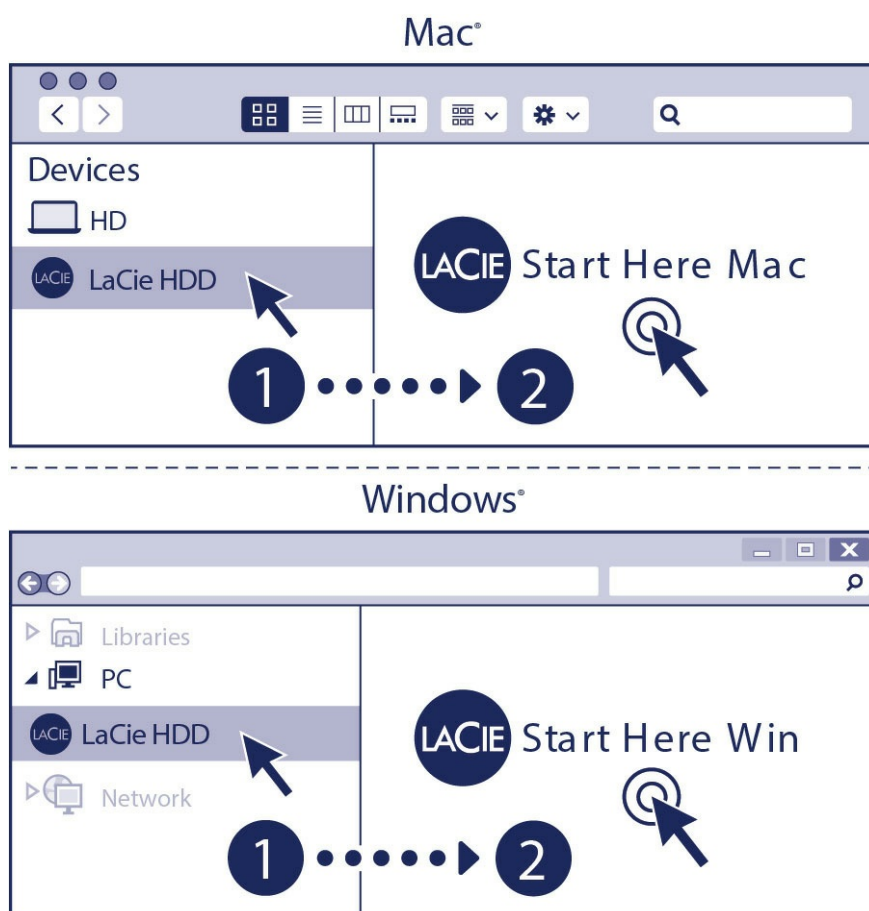 Mac®
Devices
HD
LACIE LaCie HDD
LACIE Start Here Mac
1 2
Windows®
Libraries
PC
LACIE LaCie HDD
LACIE Start Here Win
Network
1 2